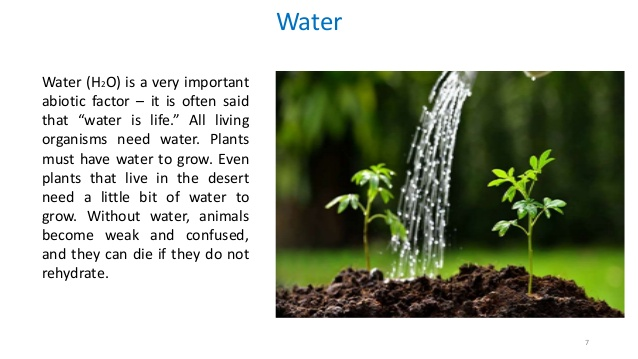 Water
Water (H2O) is a very important
abiotic factor – it is often said
that “water is life.” All living
organisms need water. Plants
must have water to grow. Even
plants that live in the desert
need a little bit of water to
grow. Without water, animals
become weak and confused,
and they can die if they do not
rehydrate.
7